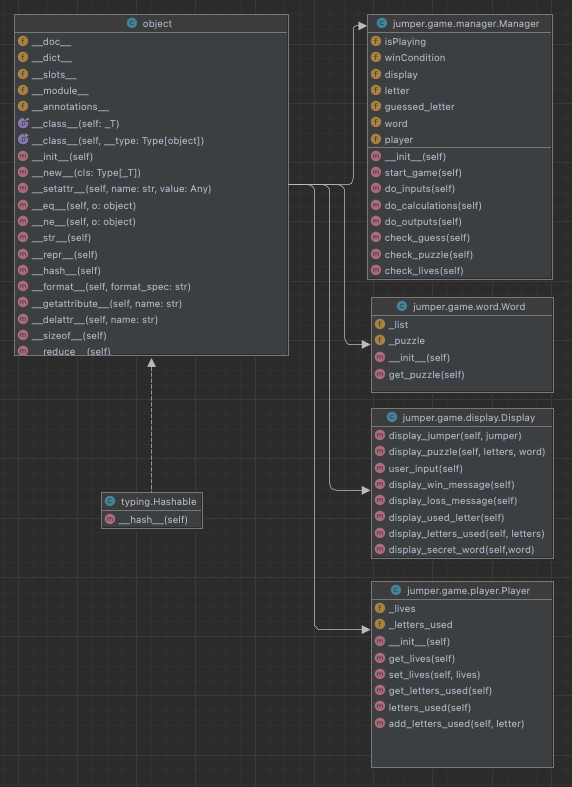 object
__doc__
__dict__
__slots__
__module__
__annotations__
__class__(self: _T)
__class__(self, __type: Type[object])
__init__(self)
__new__(cls: Type[_T])
__setattr__(self, name: str, value: Any)
__eq__(self, o: object)
__ne__(self, o: object)
__str__(self)
__repr__(self)
__hash__(self)
__format__(self, format_spec: str)
__getattribute__(self, name: str)
__delattr__(self, name: str)
__sizeof__(self)
__reduce__(self)
typing.Hashable
__hash__(self)
jumper.game.manager.Manager
isPlaying
winCondition
display
letter
guessed_letter
word
player
__init__(self)
start_game(self)
do_inputs(self)
do_calculations(self)
do_outputs(self)
check_guess(self)
check_puzzle(self)
check_lives(self)
jumper.game.word.Word
_list
_puzzle
__init__(self)
get_puzzle(self)
jumper.game.display.Display
display_jumper(self, jumper)
display_puzzle(self, letters, word)
user_input(self)
display_win_message(self)
display_loss_message(self)
display_used_letter(self)
display_letters_used(self, letters)
display_secret_word(self,word)
jumper.game.player.Player
_lives
_letters_used
__init__(self)
get_lives(self)
set_lives(self, lives)
get_letters_used(self)
letters_used(self)
add_letters_used(self, letter)